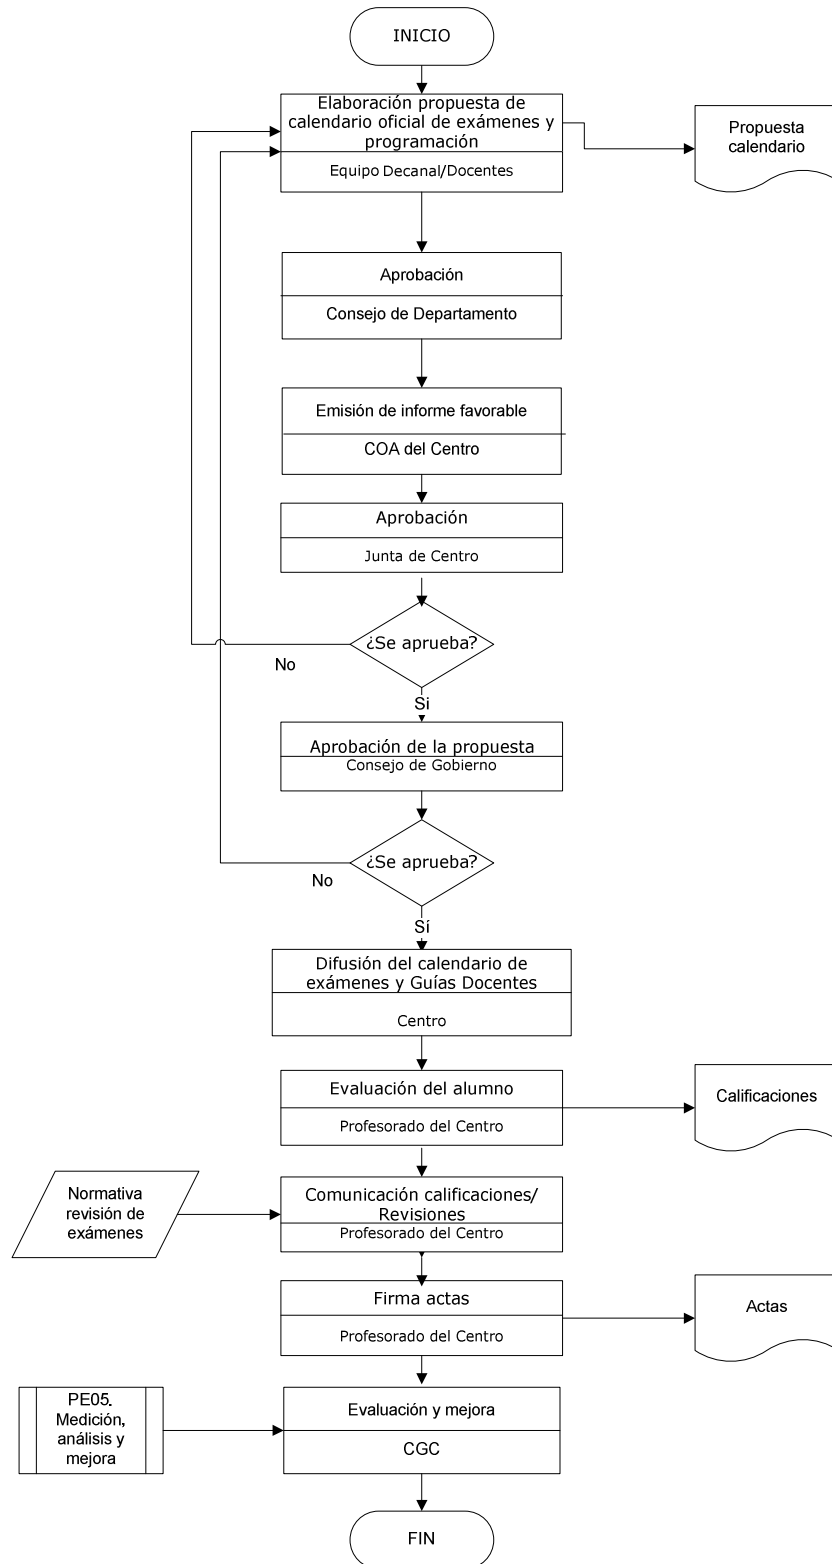 INICIO
Elaboración propuesta de
calendario oficial de exámenes y
programación
Equipo Decanal/Docentes
Propuesta
calendario
Aprobación
Consejo de Departamento
Emisión de informe favorable
COA del Centro
Aprobación
Junta de Centro
¿Se aprueba?
No
Si
Aprobación de la propuesta
Consejo de Gobierno
¿Se aprueba?
No
Sí
Difusión del calendario de
exámenes y Guías Docentes
Centro
Evaluación del alumno
Profesorado del Centro
Calificaciones
Normativa
revisión de
exámenes
Comunicación calificaciones/
Revisiones
Profesorado del Centro
Firma actas
Profesorado del Centro
Actas
PE05.
Medición,
análisis y
mejora
Evaluación y mejora
CGC
FIN